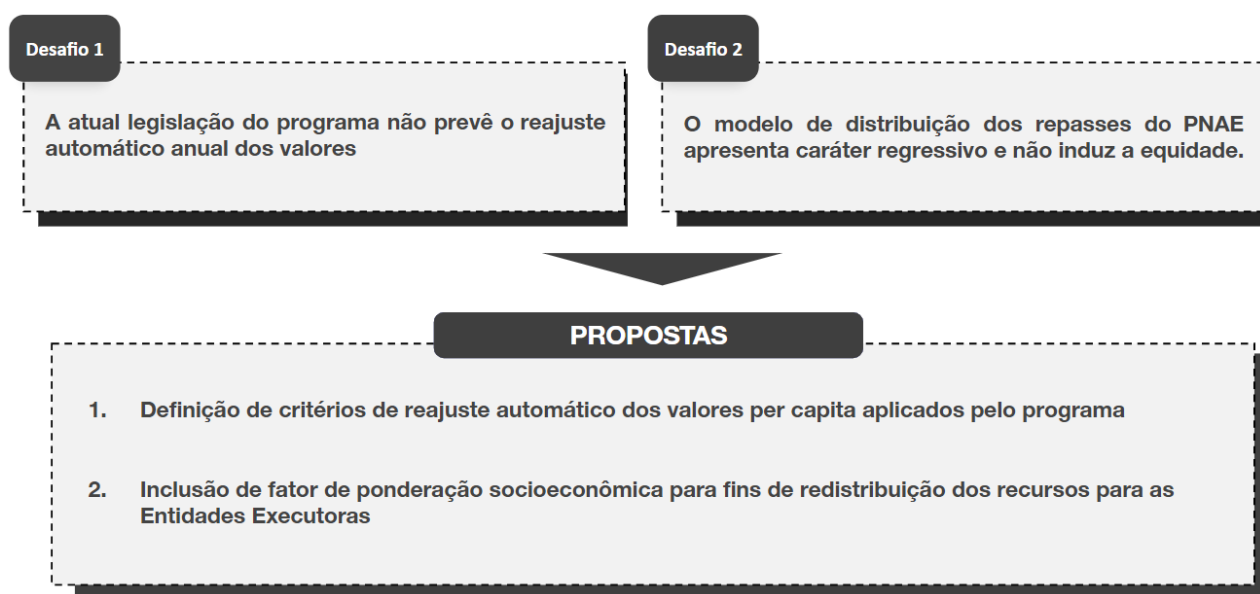 Desafio 1
A atual legislação do programa não prevê o reajuste
automático anual dos valores
Desafio 2
O modelo de distribuição dos repasses do PNAE
apresenta caráter regressivo e não induz a equidade.
PROPOSTAS
1. Definição de critérios de reajuste automático dos valores per capita aplicados pelo programa
2. Inclusão de fator de ponderação socioeconômica para fins de redistribuição dos recursos para as
Entidades Executoras